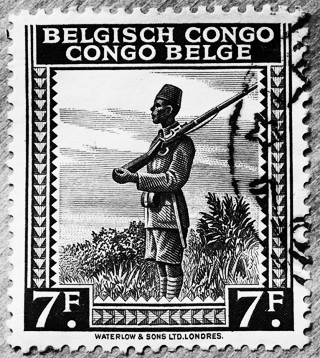 BELGISCH CONGO
CONGO BELGE
7F. 7F.
WATERLOW & SONS LTD. LONDRES.